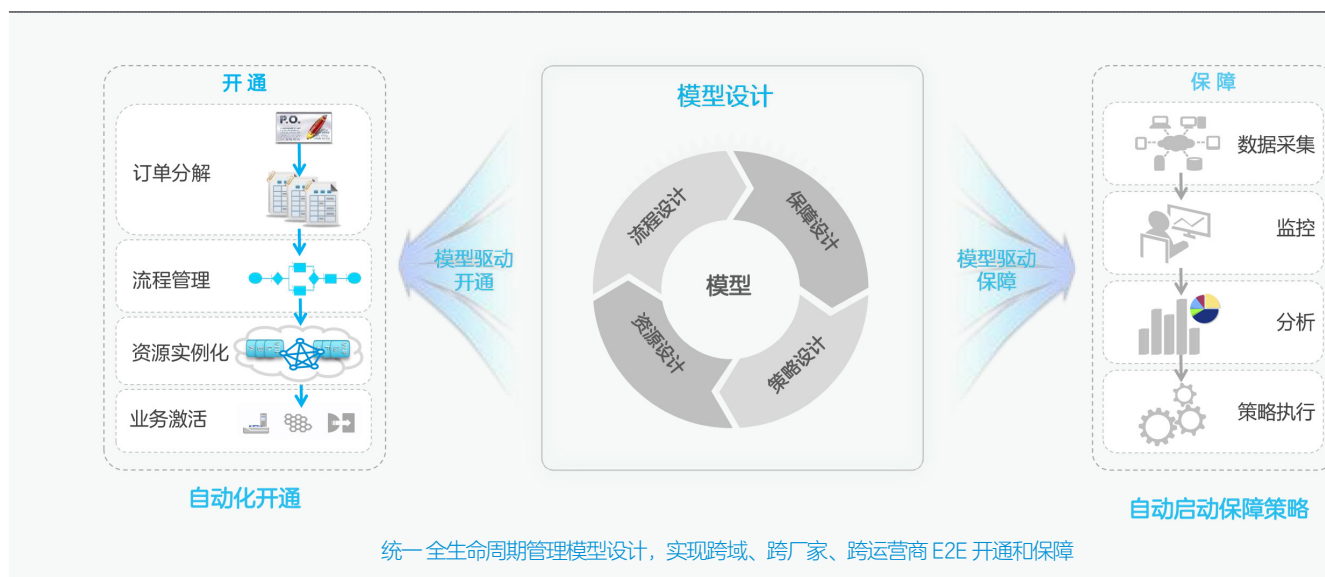 开 通
P.O.
订单分解
流程管理
资源实例化
业务激活
自动化开通
模型驱动
开通
模型设计
流程设计
保障设计
模型
资源设计
策略设计
模型驱动
保障
保 障
数据采集
监控
分析
策略执行
自动启动保障策略
统一 全生命周期管理模型设计，实现跨域、跨厂家、跨运营商 E2E 开通和保障